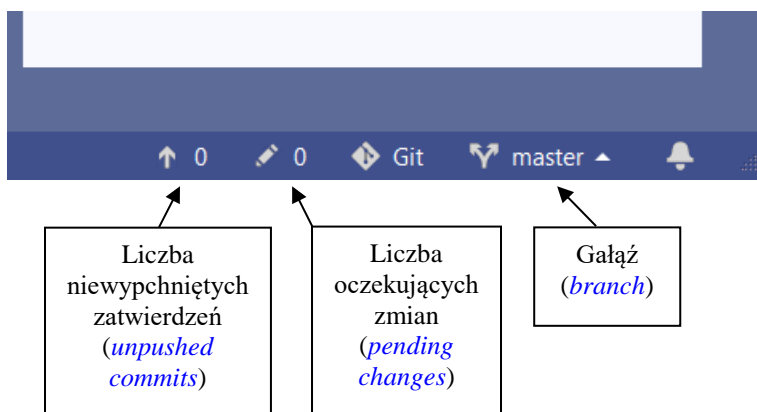 0 0 Git master
Liczba
niewypchniętych
zatwierdzeń
(unpushed
commits)
Liczba
oczekujących
zmian
(pending
changes)
Gałąź
(branch)